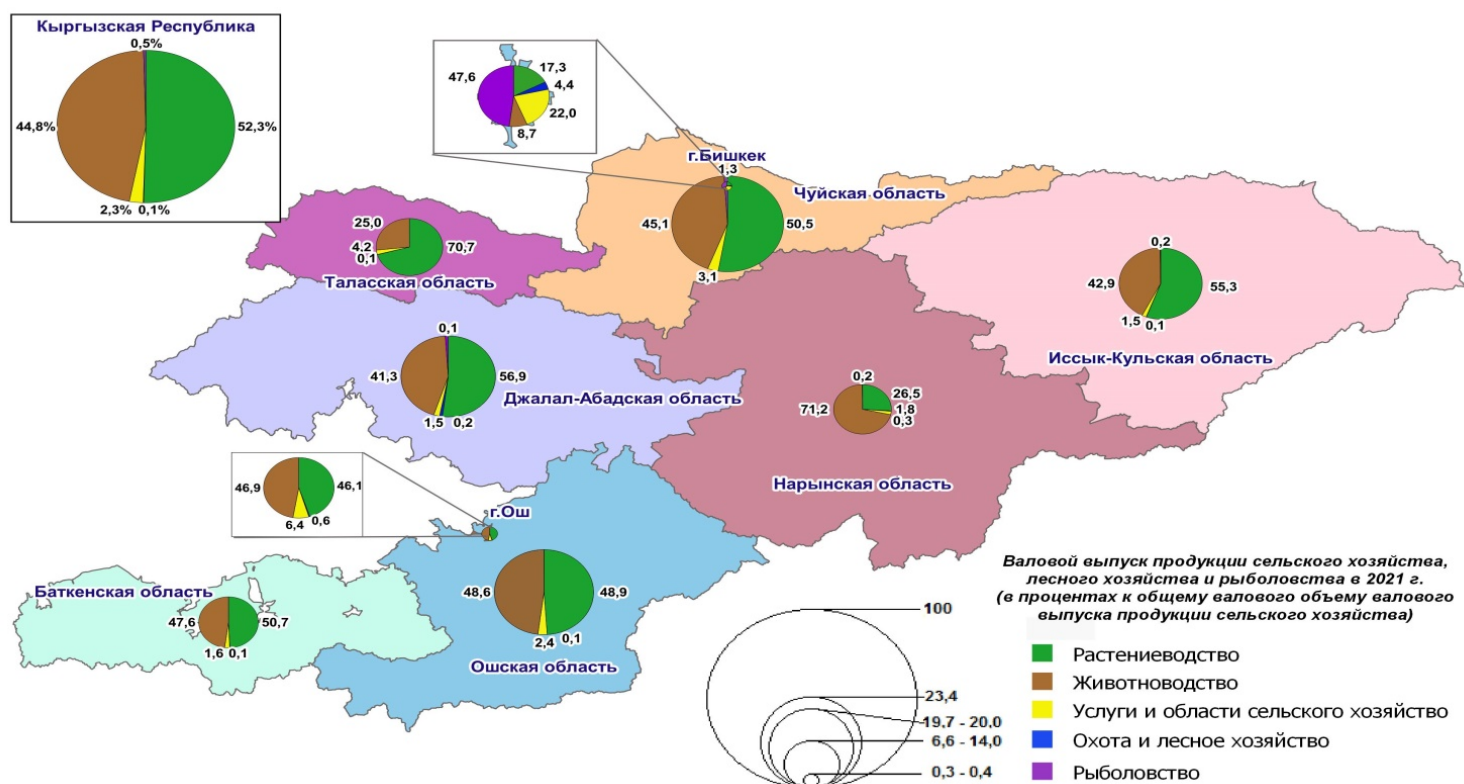 Кыргызская Республика
0,5%
44,8%
52,3%
2,3%
0,1%
47,6
17,3
4,4
22,0
8,7
г.Бишкек
1,3
Чуйская область
45,1
50,5
3,1
25,0
4.2
0,1
70,7
Таласская область
0,2
42,9
55,3
1,5
0,1
Иссык-Кульская область
0,1
41,3
56,9
Джалал-Абадская область
1,5
0,2
0,2
26,5
71,2
1,8
0,3
Нарынская область
46,9
46,1
6,4
0,6
г.Ош
Баткенская область
47,6
50,7
1,6
0,1
48,6
48,9
2,4
0,1
Ошская область
100
23,4
19,7 - 20,0
6,6 - 14,0
0,3 - 0,4
Валовой выпуск продукции сельского хозяйства,
лесного хозяйства и рыболовства в 2021 г.
(в процентах к общему валового объему валового
выпуска продукции сельского хозяйства)
Растениеводство
Животноводство
Услуги и области сельского хозяйство
Охота и лесное хозяйство
Рыболовство